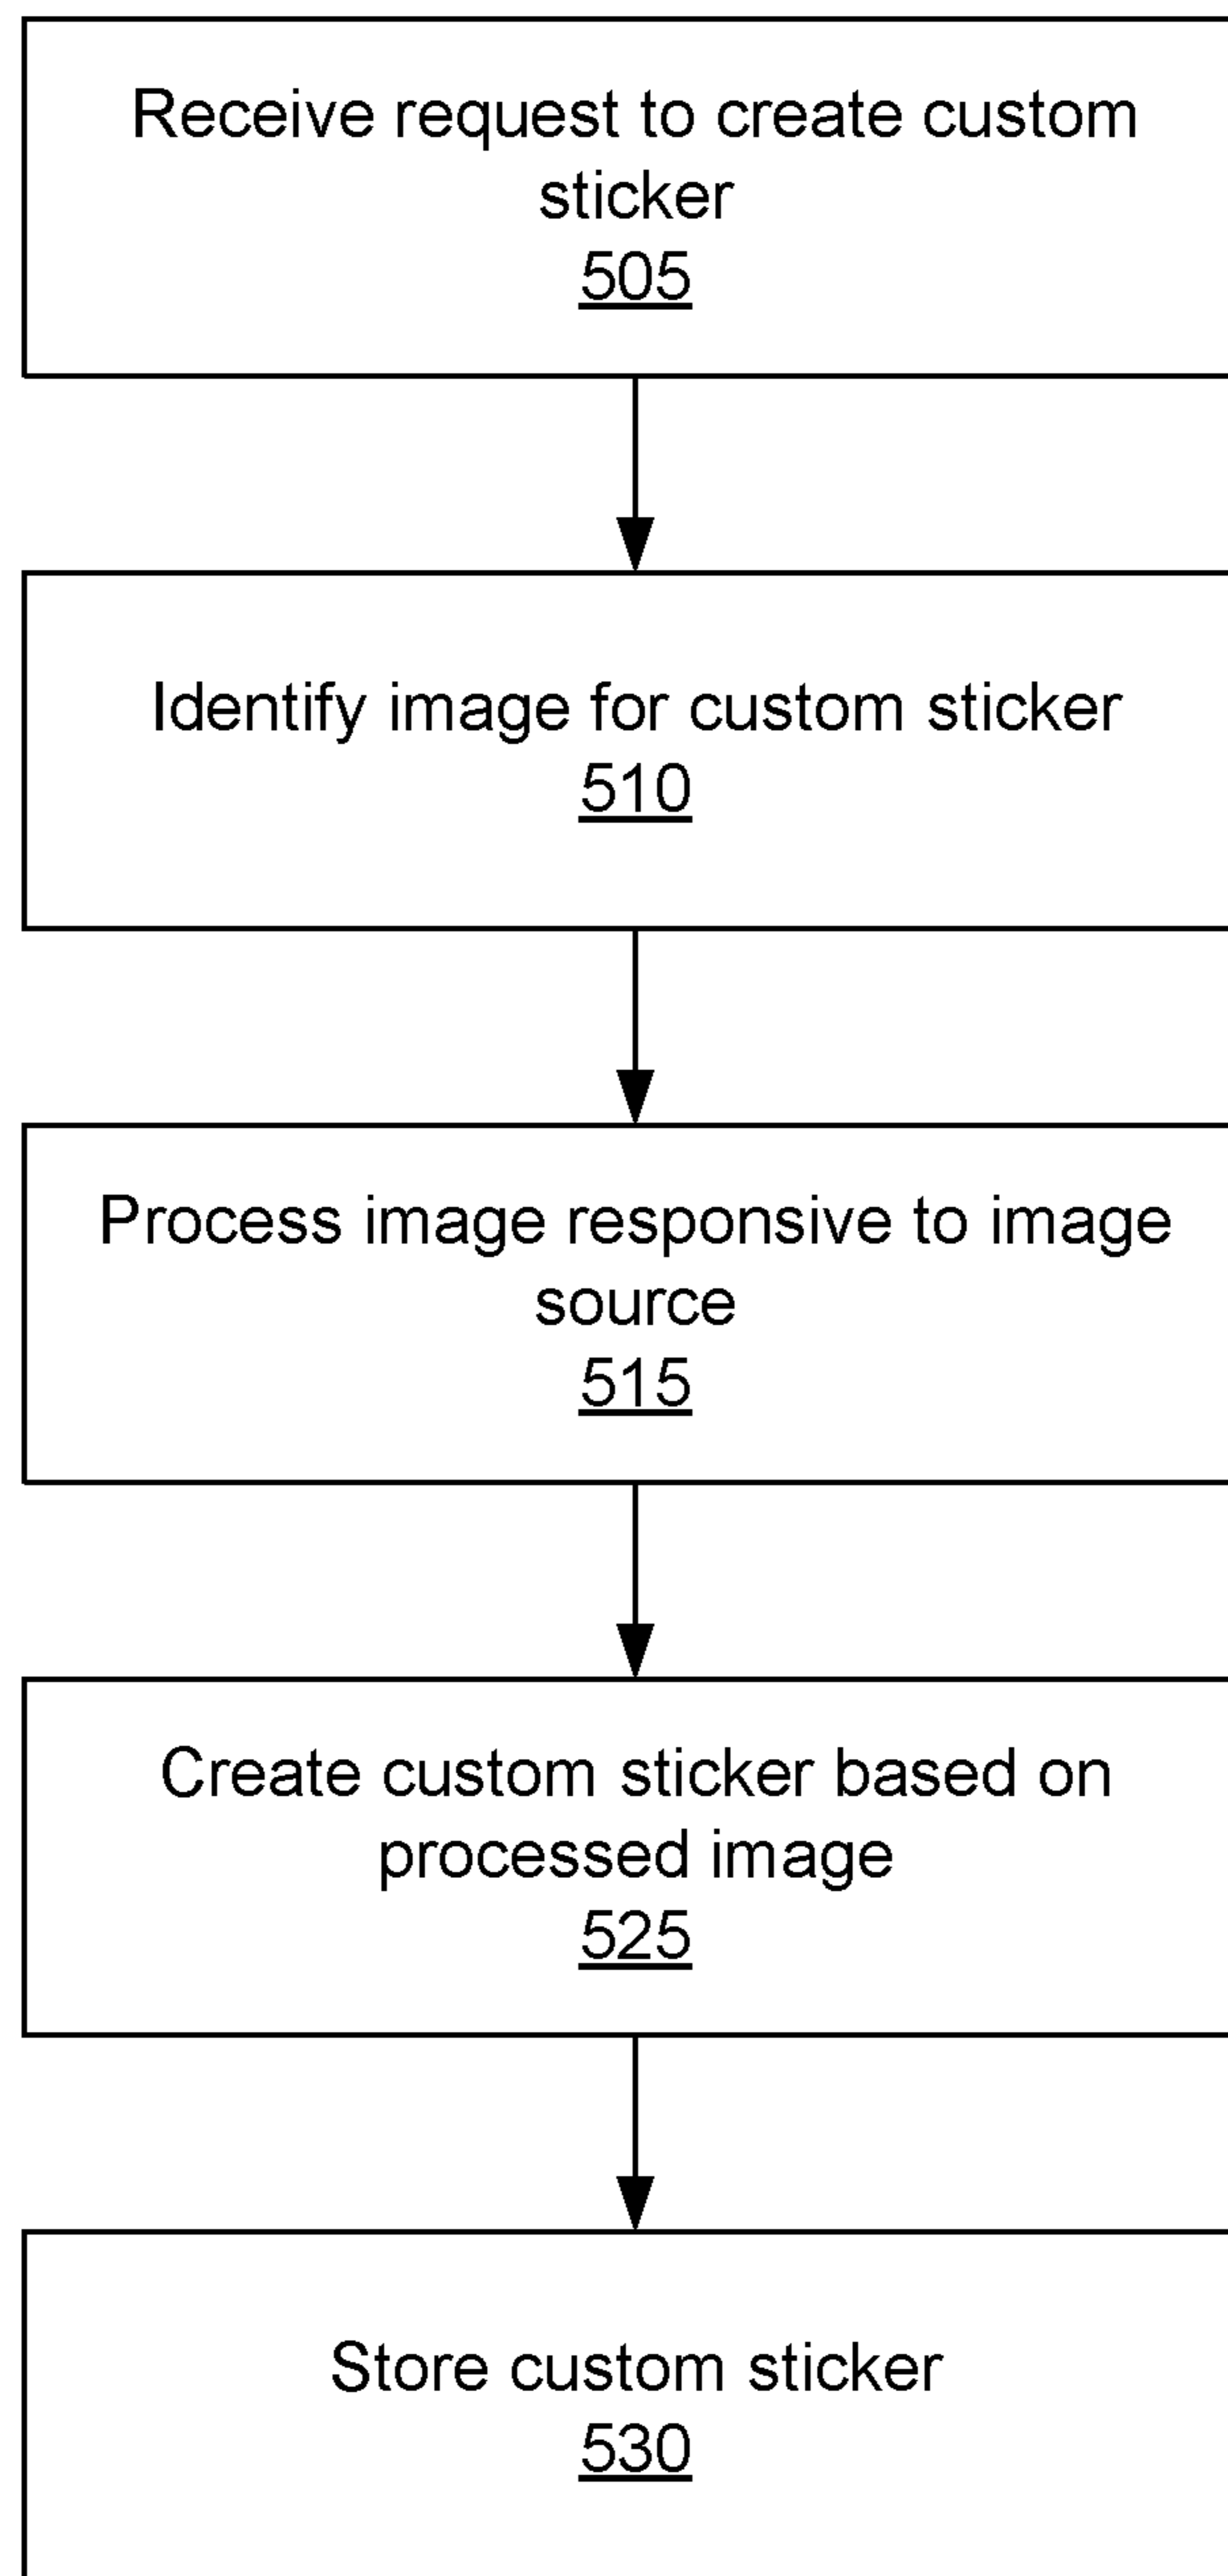 Receive request to create custom
sticker
505
Identify image for custom sticker
510
Process image responsive to image
source
515
Create custom sticker based on
processed image
525
Store custom sticker
530